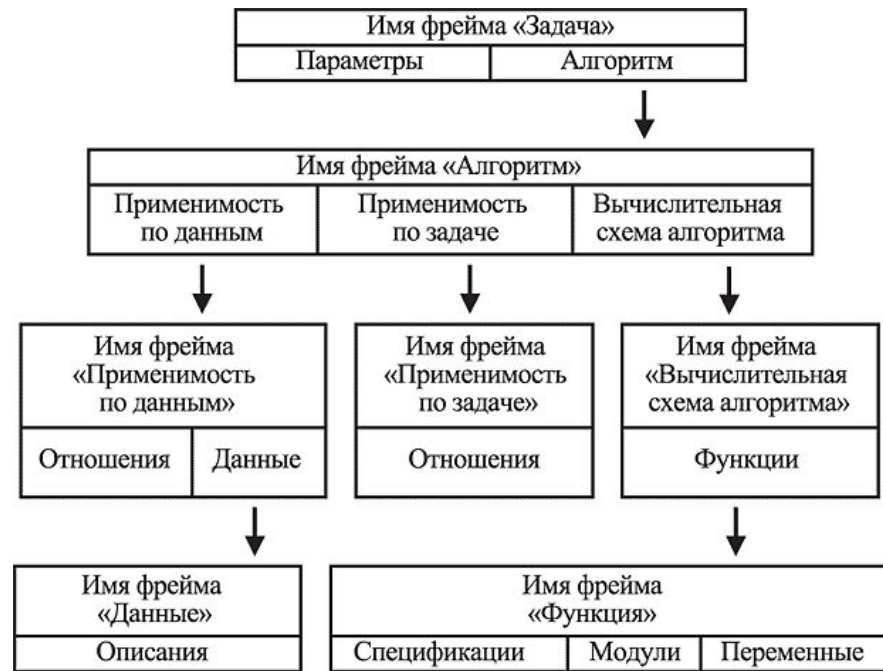 Имя фрейма «Задача»
Параметры
Алгоритм
Имя фрейма «Алгоритм»
Применимость
по данным
Применимость
по задаче
Вычислительная
схема алгоритма
Имя фрейма
«Применимость
по данным»
Отношения
Данные
Имя фрейма
«Применимость
по задаче»
Отношения
Имя фрейма
«Вычислительная
схема алгоритма»
Функции
Имя фрейма
«Данные»
Описания
Имя фрейма
«Функция»
Спецификации
Модули
Переменные